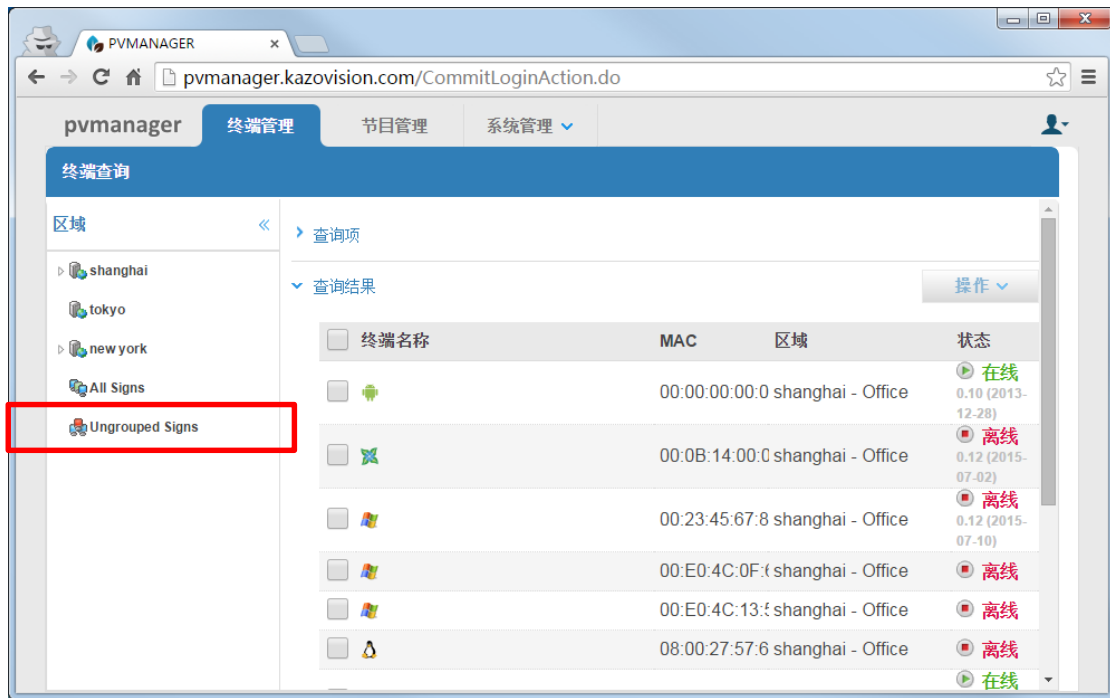 PVMANAGER
pvmanager.kazovision.com/CommitLoginAction.do
pvmanager 终端管理 节目管理 系统管理
终端查询
区域
shanghai
tokyo
new york
All Signs
Ungrouped Signs
查询项
查询结果 操作
终端名称 MAC 区域 状态
00:00:00:00:0 shanghai - Office 在线
0.10 (2013-
12-28)
00:0B:14:00:0 shanghai - Office 离线
0.12 (2015-
07-02)
00:23:45:67:8 shanghai - Office 离线
0.12 (2015-
07-10)
00:E0:4C:0F: shanghai - Office 离线
00:E0:4C:13: shanghai - Office 离线
08:00:27:57:6 shanghai - Office 离线
在线